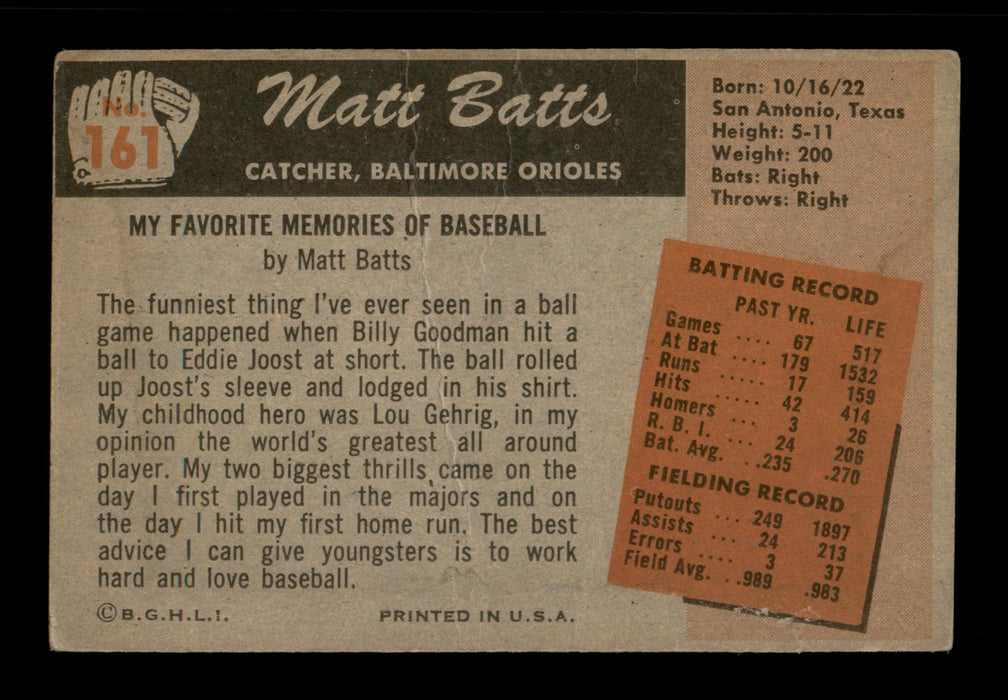 No.
161
Matt Batts
CATCHER, BALTIMORE ORIOLES
Born: 10/16/22
San Antonio, Texas
Height: 5-11
Weight: 200
Bats: Right
Throws: Right
MY FAVORITE MEMORIES OF BASEBALL
by Matt Batts
The funniest thing I've ever seen in a ball
game happened when Billy Goodman hit a
ball to Eddie Joost at short. The ball rolled
up Joost's sleeve and lodged in his shirt.
My childhood hero was Lou Gehrig, in my
opinion the world's greatest all around
player. My two biggest thrills came on the
day I first played in the majors and on
the day I hit my first home run. The best
advice I can give youngsters is to work
hard and love baseball.
BATTING RECORD
PAST YR. LIFE
Games .... 67 517
At Bat .... 179 1532
Runs ..... 17 159
Hits ..... 42 414
Homers ... 3 26
R. B. I. ... 24 206
Bat. Avg. ..235 .270
FIELDING RECORD
Putouts ... 249 1897
Assists ... 24 213
Errors .... 3 37
Field Avg. ..989 .983
©B.G.H.L.I.
PRINTED IN U.S.A.